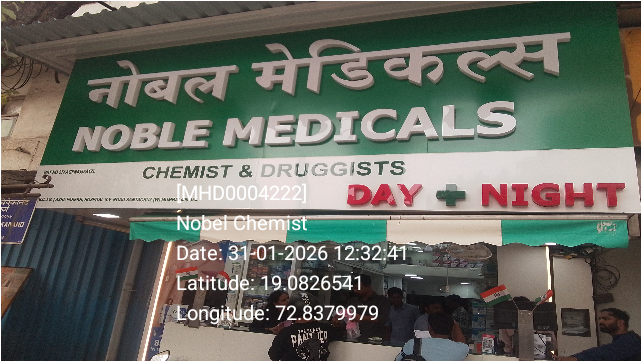 नोबल मेडिकल्स
NOBLE MEDICALS
CHEMIST & DRUGGISTS
DAY + NIGHT
[MHD0004222]
Nobel Chemist
Date: 31-01-2026 12:32:41
Latitude: 19.0826541
Longitude: 72.8379979